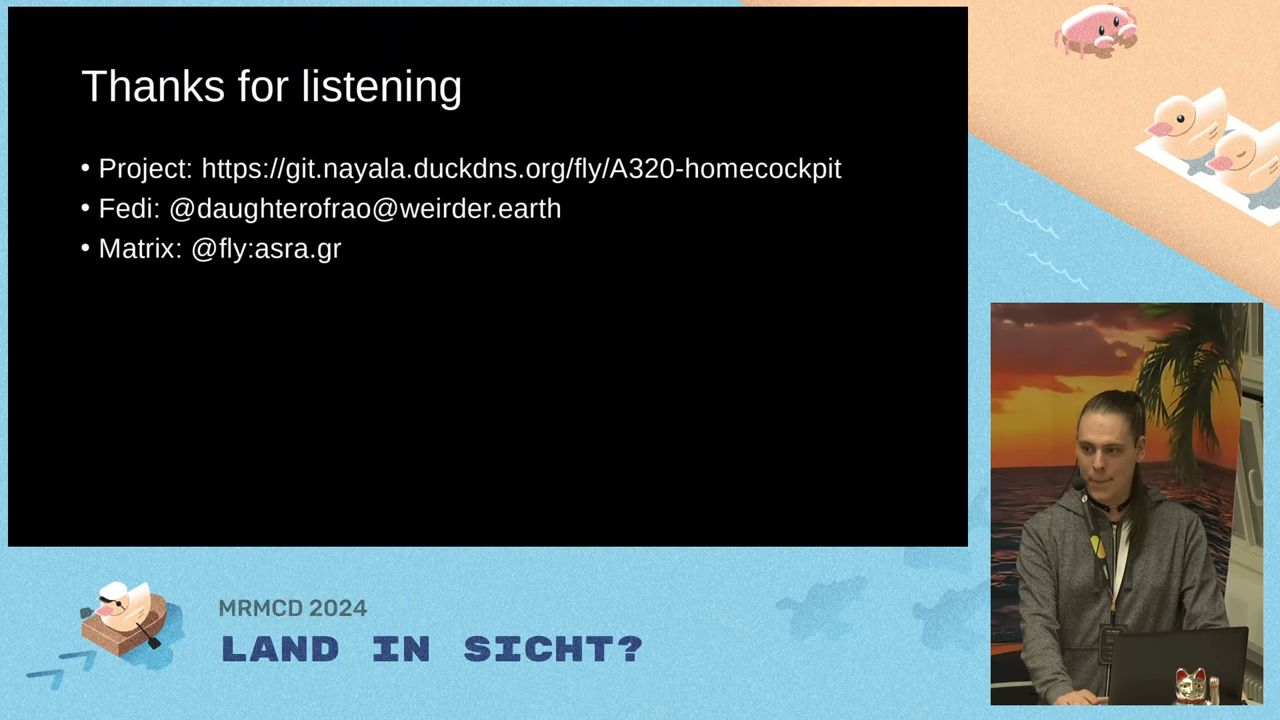 Thanks for listening
• Project: https://git.nayala.duckdns.org/fly/A320-homecockpit
• Fedi: @daughterofrao@weirder.earth
• Matrix: @fly:asra.gr
MRMCD 2024
LAND IN SICHT?